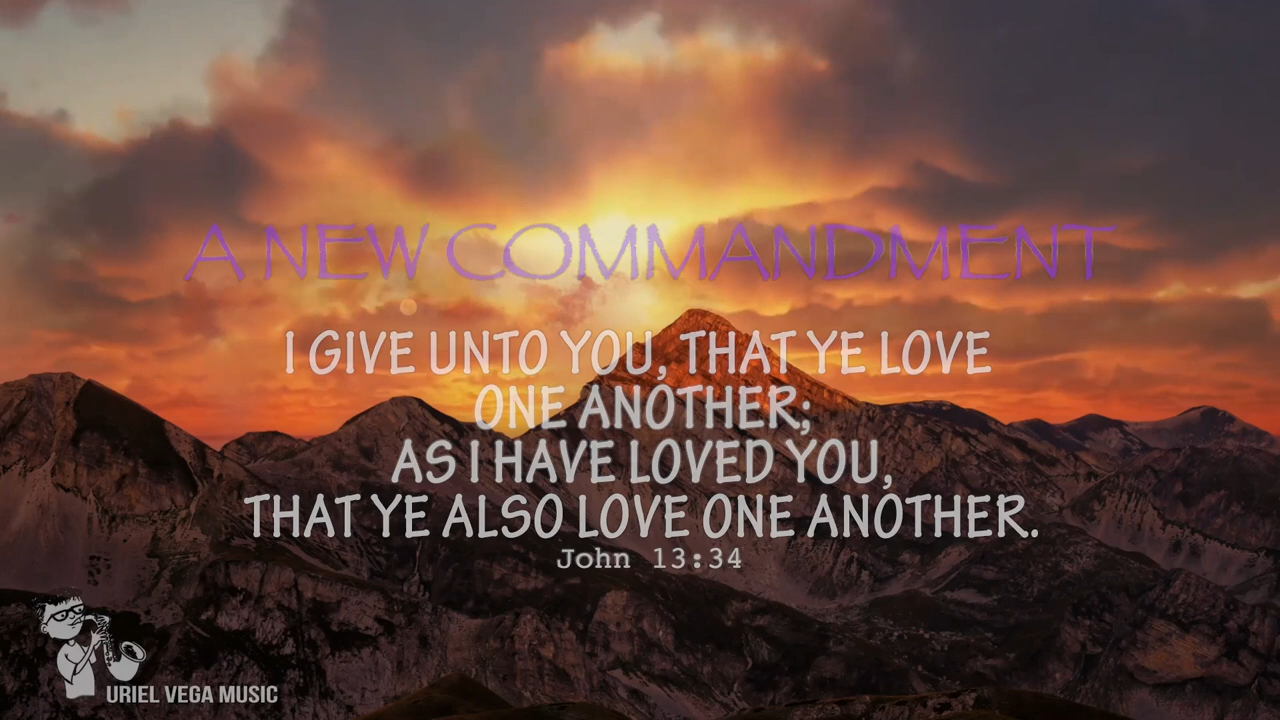 A NEW COMMANDMENT
I GIVE UNTO YOU, THAT YE LOVE
ONE ANOTHER;
AS I HAVE LOVED YOU,
THAT YE ALSO LOVE ONE ANOTHER.
John 13:34
URIEL VEGA MUSIC